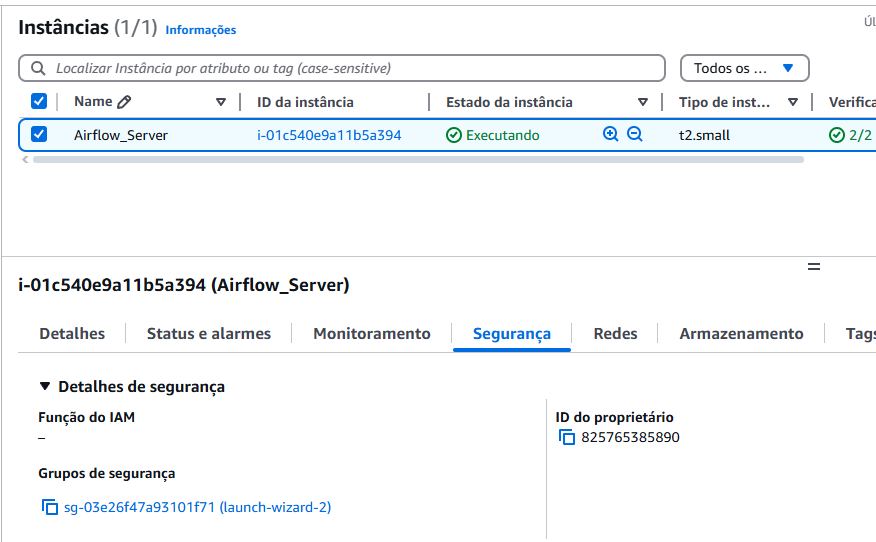 Instâncias (1/1) Informações
Localizar Instância por atributo ou tag (case-sensitive) Todos os ...
Name ID da instância Estado da instância Tipo de inst... Verifica
Airflow_Server i-01c540e9a11b5a394 Executando t2.small 2/2
i-01c540e9a11b5a394 (Airflow_Server)
Detalhes Status e alarmes Monitoramento Segurança Redes Armazenamento Tags
Detalhes de segurança
Função do IAM
–
ID do proprietário
825765385890
Grupos de segurança
sg-03e26f47a93101f71 (launch-wizard-2)